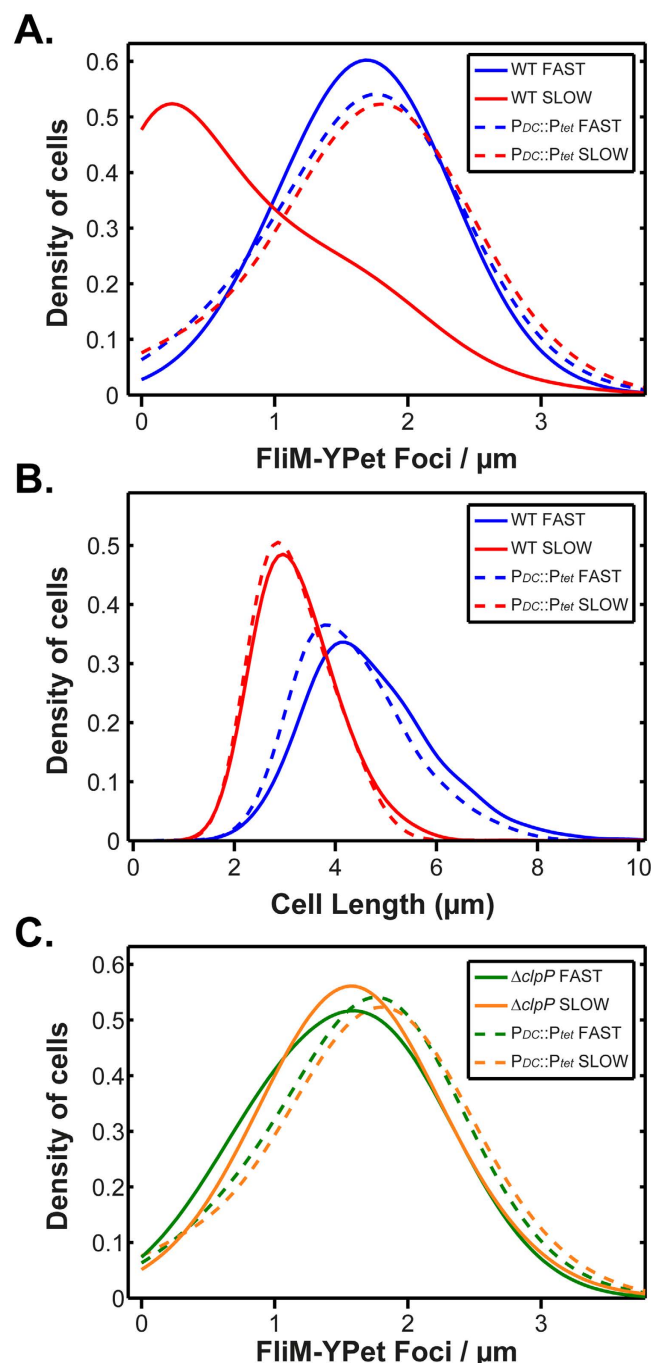 A.
Density of cells
0.6
0.5
0.4
0.3
0.2
0.1
0
WT FAST
WT SLOW
PDC::Ptet FAST
PDC::Ptet SLOW
0 1 2 3
FliM-YPet Foci / µm
B.
Density of cells
0.5
0.4
0.3
0.2
0.1
0
WT FAST
WT SLOW
PDC::Ptet FAST
PDC::Ptet SLOW
0 2 4 6 8 10
Cell Length (µm)
C.
Density of cells
0.6
0.5
0.4
0.3
0.2
0.1
0
ΔclpP FAST
ΔclpP SLOW
PDC::Ptet FAST
PDC::Ptet SLOW
0 1 2 3
FliM-YPet Foci / µm